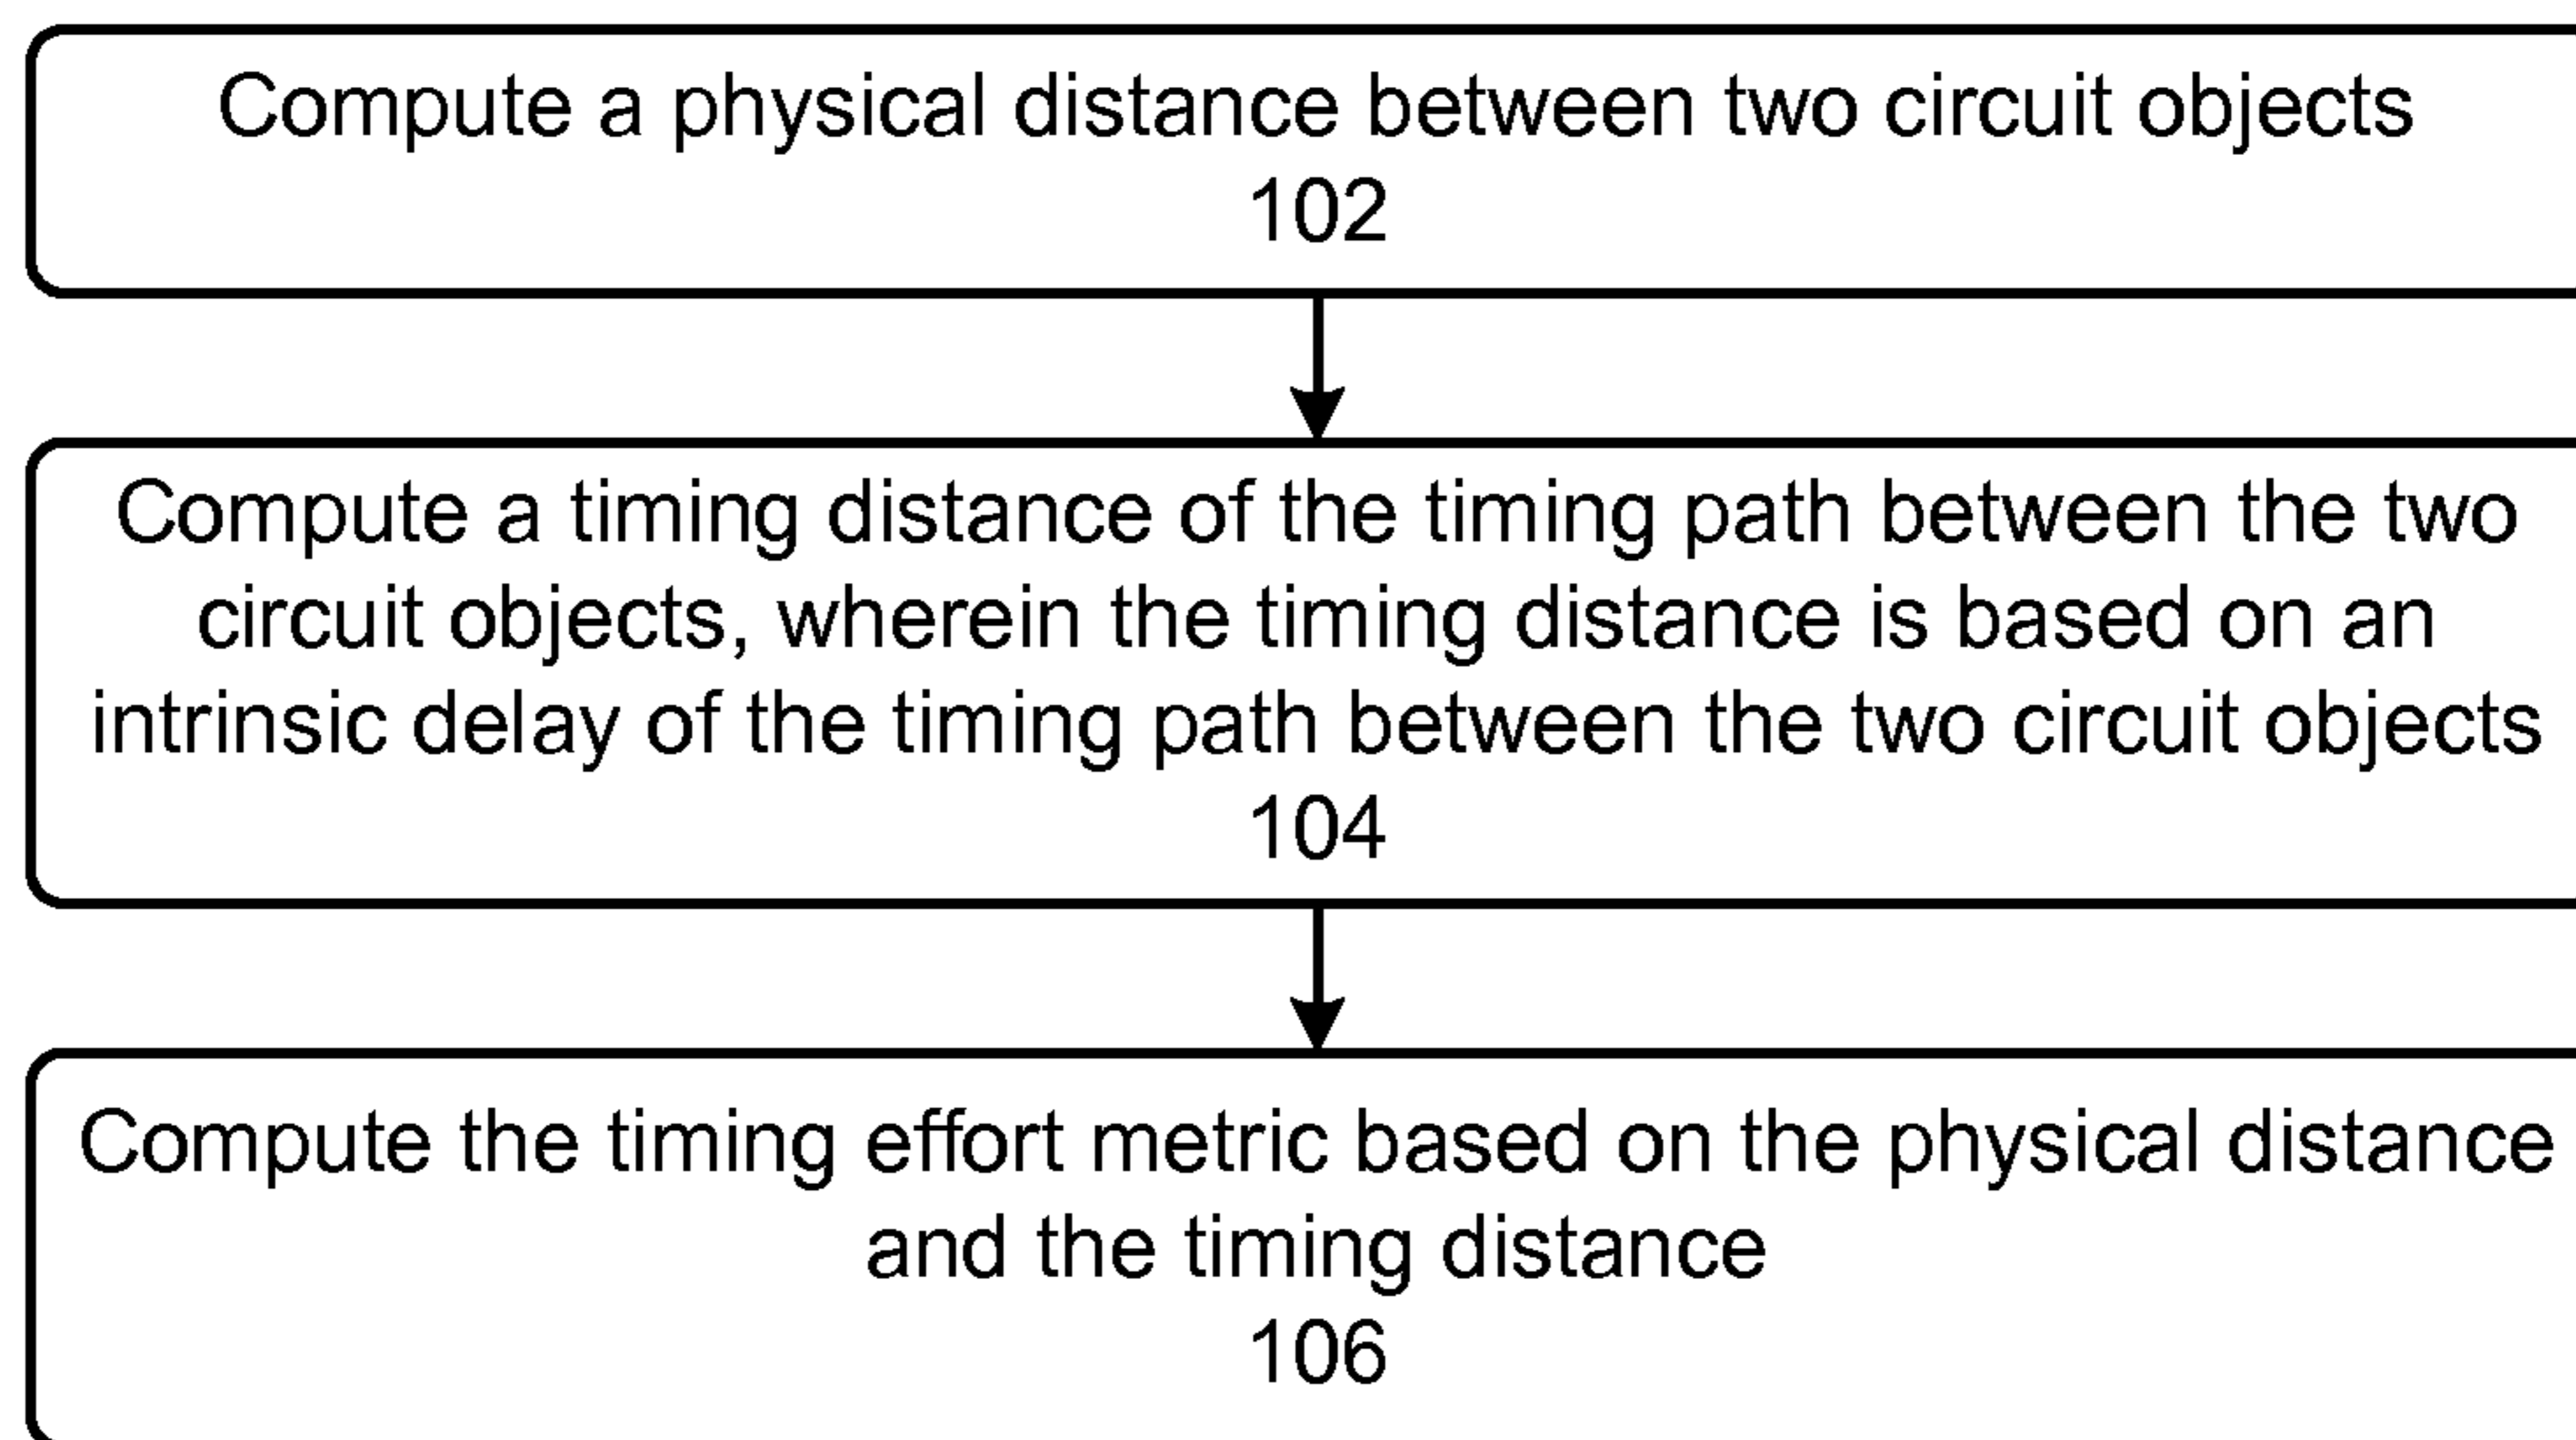 Compute a physical distance between two circuit objects
102
Compute a timing distance of the timing path between the two
circuit objects, wherein the timing distance is based on an
intrinsic delay of the timing path between the two circuit objects
104
Compute the timing effort metric based on the physical distance
and the timing distance
106